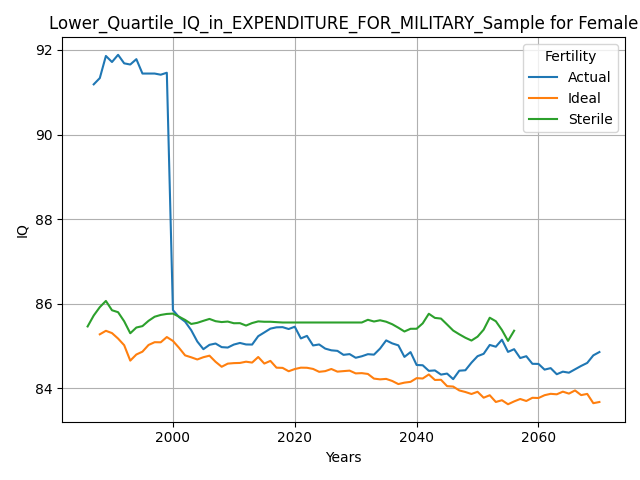 Lower_Quartile_IQ_in_EXPENDITURE_FOR_MILITARY_Sample for Female
Fertility
Actual
Ideal
Sterile
IQ
92
90
88
86
84
2000
2020
2040
2060
Years